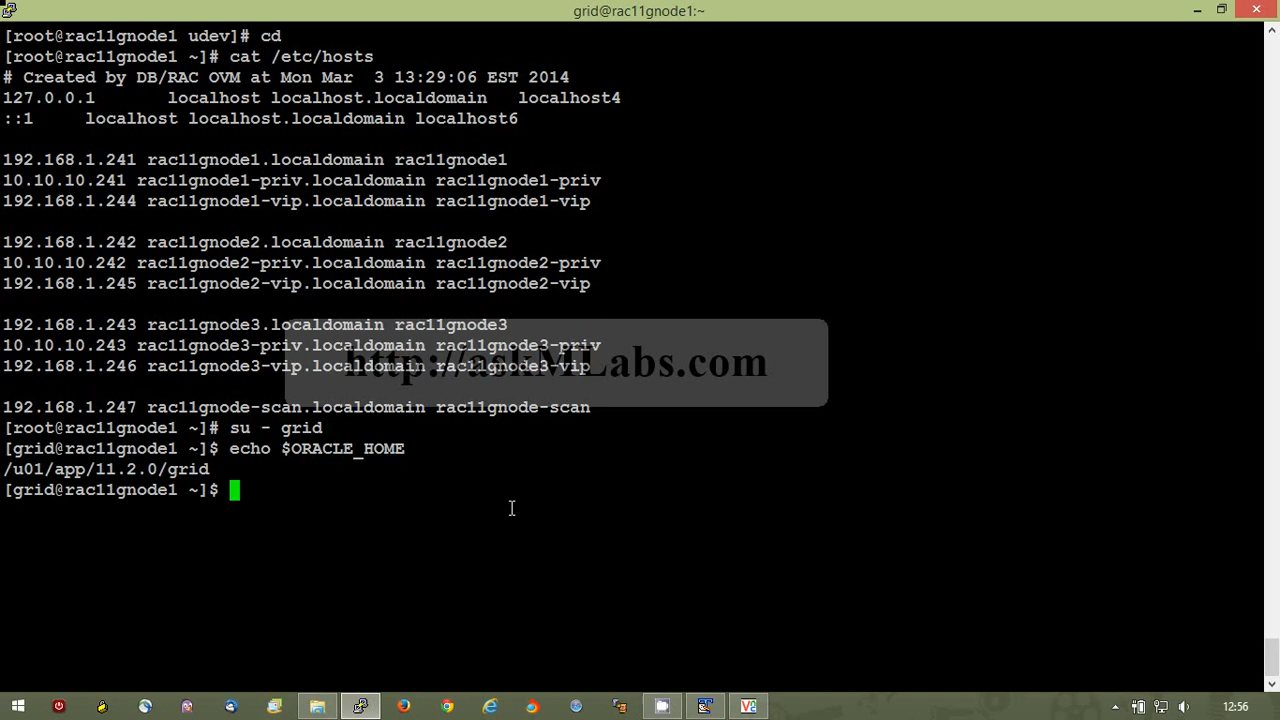 grid@rac11gnode1:~
[root@rac11gnode1 udev]# cd
[root@rac11gnode1 ~]# cat /etc/hosts
# Created by DB/RAC OVM at Mon Mar  3 13:29:06 EST 2014
127.0.0.1       localhost localhost.localdomain   localhost4
::1     localhost localhost.localdomain localhost6
192.168.1.241 rac11gnode1.localdomain rac11gnode1
10.10.10.241 rac11gnode1-priv.localdomain rac11gnode1-priv
192.168.1.244 rac11gnode1-vip.localdomain rac11gnode1-vip
192.168.1.242 rac11gnode2.localdomain rac11gnode2
10.10.10.242 rac11gnode2-priv.localdomain rac11gnode2-priv
192.168.1.245 rac11gnode2-vip.localdomain rac11gnode2-vip
192.168.1.243 rac11gnode3.localdomain rac11gnode3
10.10.10.243 rac11gnode3-priv.localdomain rac11gnode3-priv
http://askMLabs.com
192.168.1.246 rac11gnode3-vip.localdomain rac11gnode3-vip
192.168.1.247 rac11gnode-scan.localdomain rac11gnode-scan
[root@rac11gnode1 ~]# su - grid
[grid@rac11gnode1 ~]$ echo $ORACLE_HOME
/u01/app/11.2.0/grid
[grid@rac11gnode1 ~]$
12:56